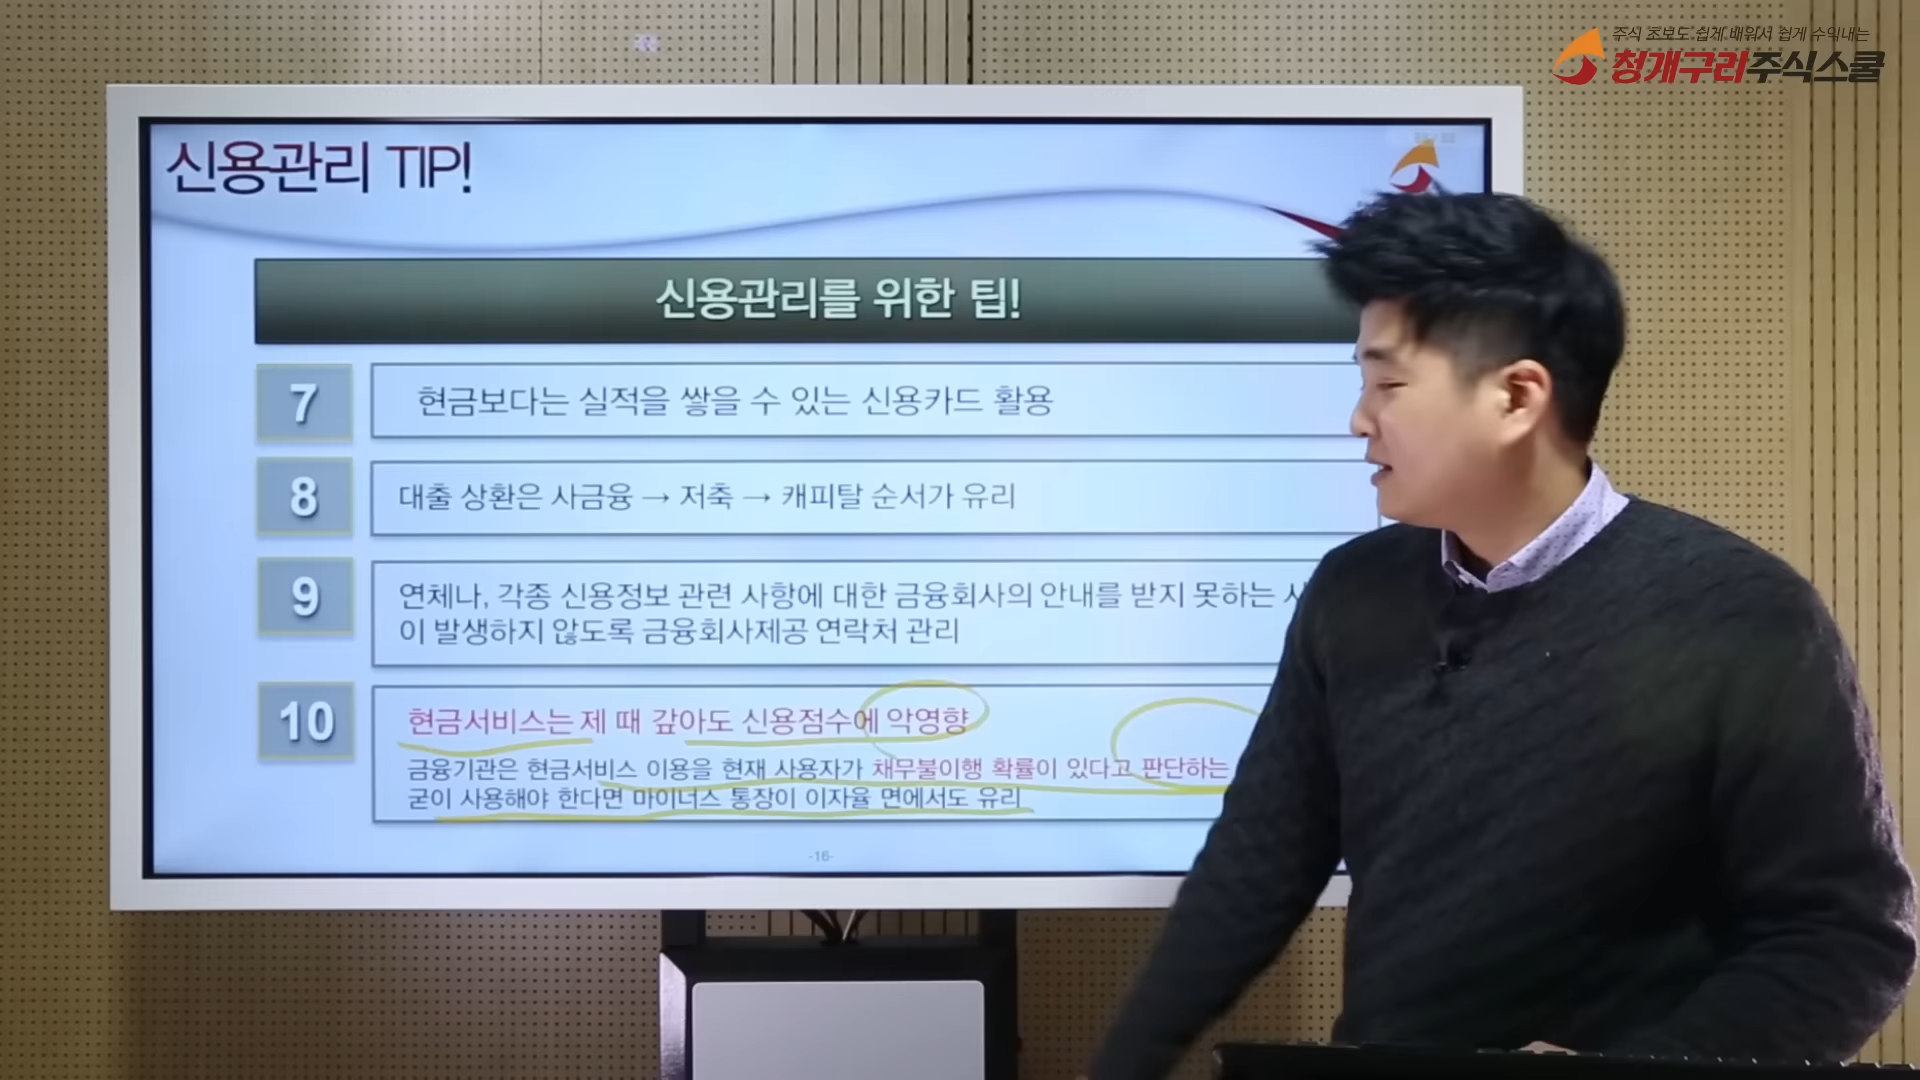 주식 초보도 쉽게 배워서 쉽게 수익내는
청개구리주식스쿨
신용관리 TIP!
신용관리를 위한 팁!
7
현금보다는 실적을 쌓을 수 있는 신용카드 활용
8
대출 상환은 사금융 → 저축 → 캐피탈 순서가 유리
9
연체나, 각종 신용정보 관련 사항에 대한 금융회사의 안내를 받지 못하는
이 발생하지 않도록 금융회사제공 연락처 관리
10
현금서비스는 제 때 갚아도 신용점수에 악영향
금융기관은 현금서비스 이용을 현재 사용자가 채무불이행 확률이 있다고 판단하는
굳이 사용해야 한다면 마이너스 통장이 이자율 면에서도 유리
-16-